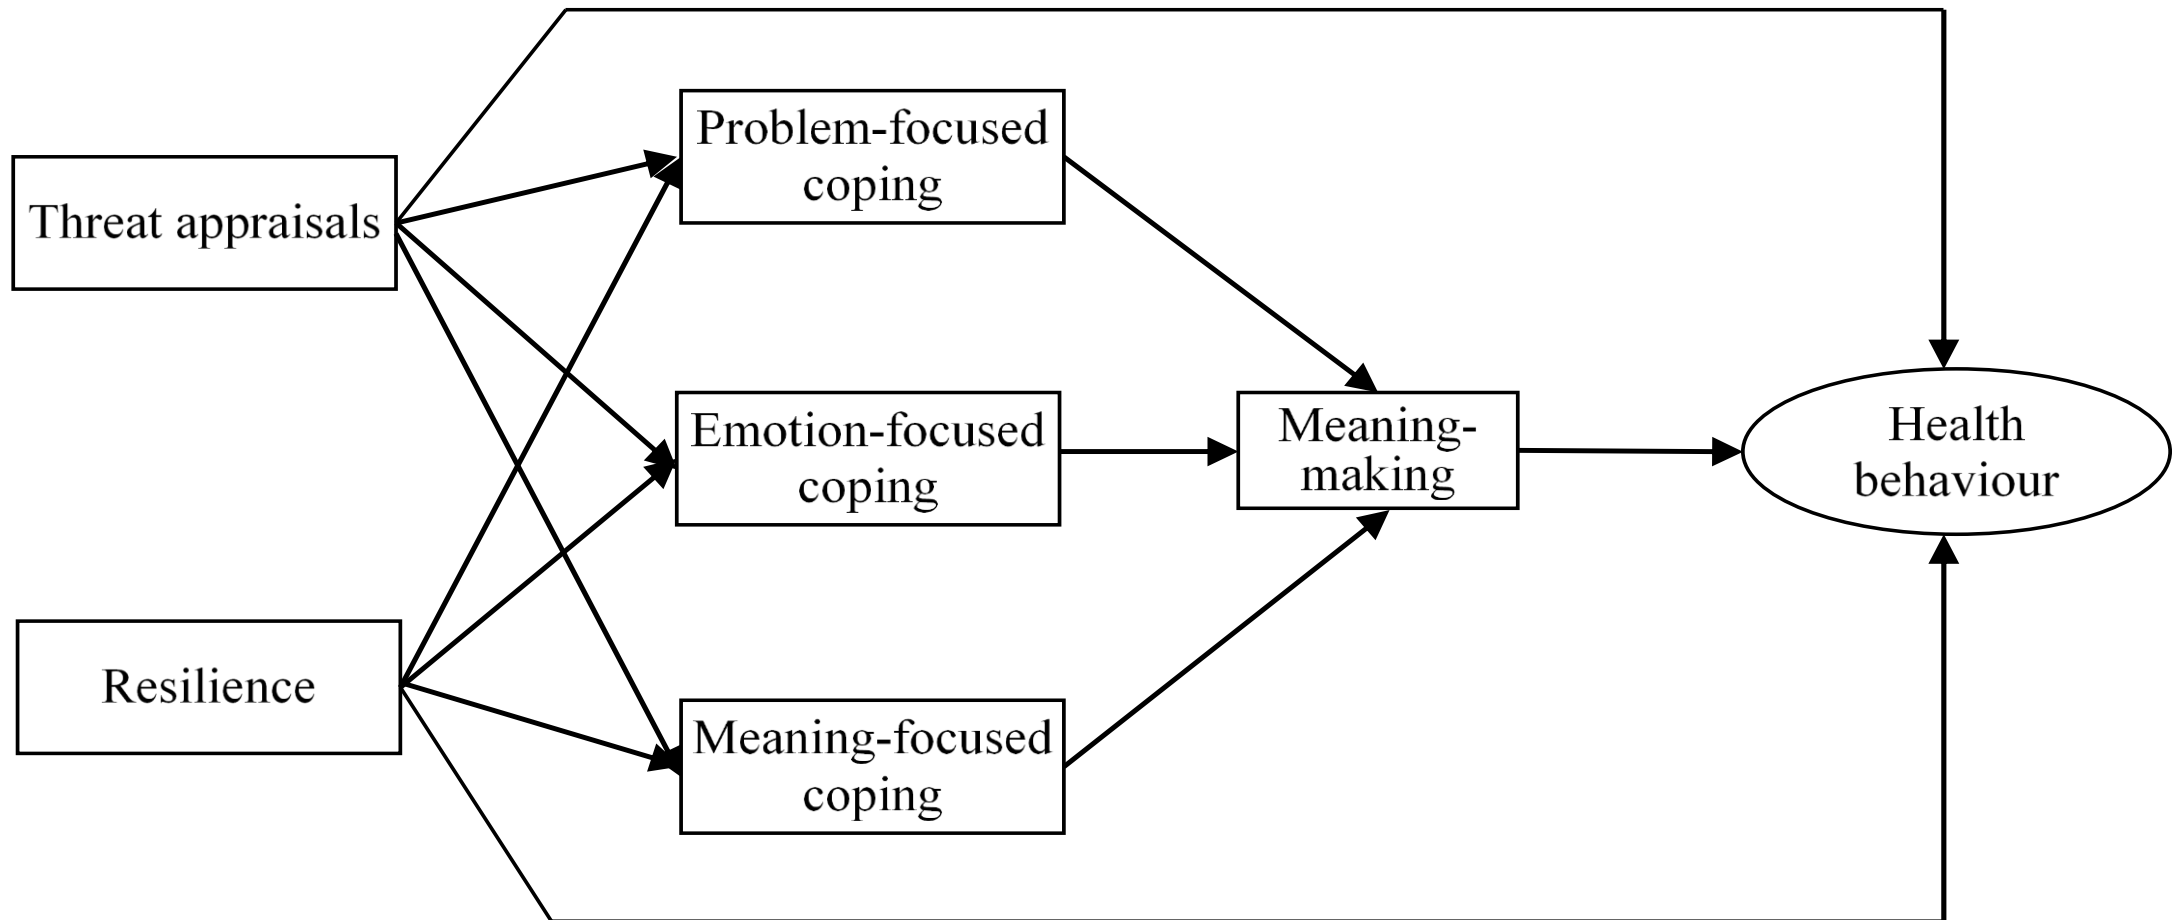 Problem-focused
coping
Threat appraisals
Emotion-focused
coping
Meaning-
making
Health
behaviour
Resilience
Meaning-focused
coping